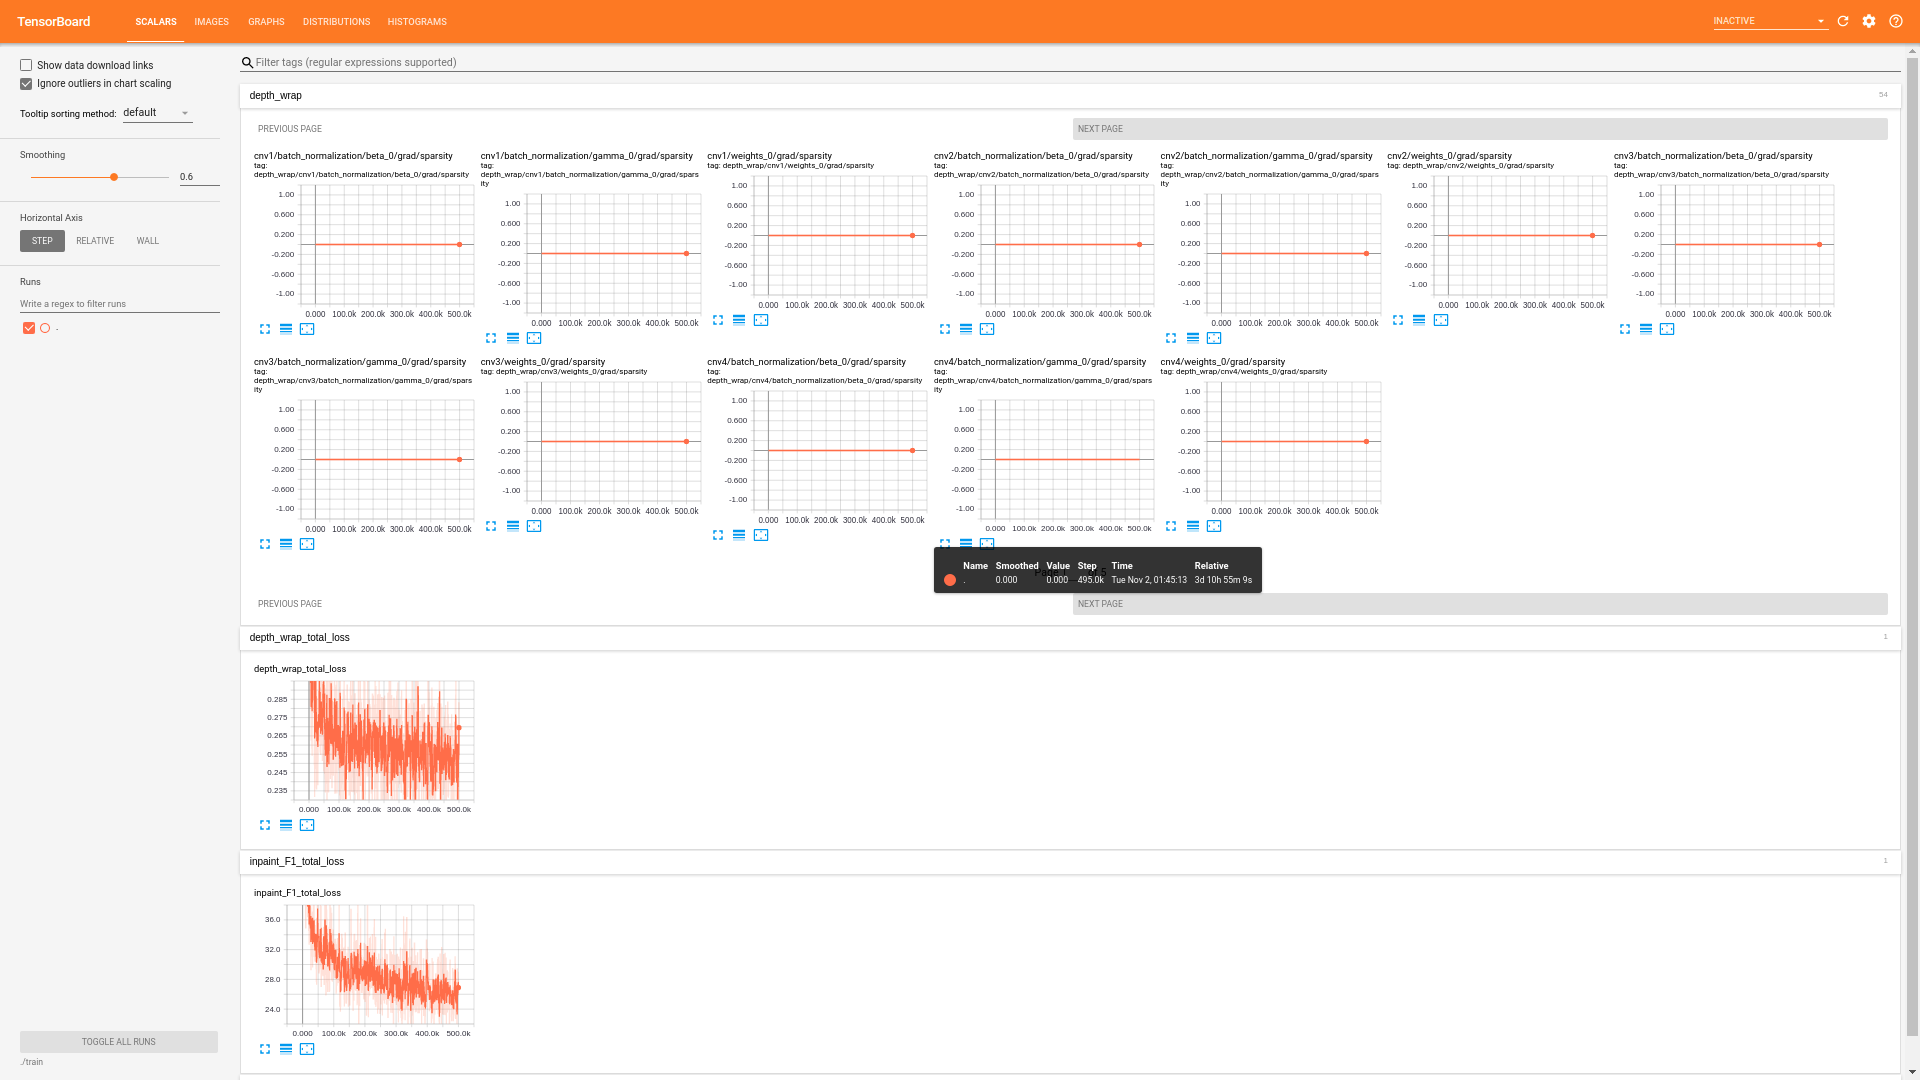 TensorBoard SCALARS IMAGES GRAPHS DISTRIBUTIONS HISTOGRAMS INACTIVE
Show data download links
Ignore outliers in chart scaling
Tooltip sorting method: default
Smoothing
0.6
Horizontal Axis
STEP RELATIVE WALL
Runs
Write a regex to filter runs
.
TOGGLE ALL RUNS
./train
Filter tags (regular expressions supported)
depth_wrap 54
PREVIOUS PAGE NEXT PAGE
cnv1/batch_normalization/beta_0/grad/sparsity
tag:
depth_wrap/cnv1/batch_normalization/beta_0/grad/sparsity
1.00
0.600
0.200
-0.200
-0.600
-1.00
0.000 100.0k 200.0k 300.0k 400.0k 500.0k
cnv1/batch_normalization/gamma_0/grad/sparsity
tag:
depth_wrap/cnv1/batch_normalization/gamma_0/grad/spars
ity
1.00
0.600
0.200
-0.200
-0.600
-1.00
0.000 100.0k 200.0k 300.0k 400.0k 500.0k
cnv1/weights_0/grad/sparsity
tag: depth_wrap/cnv1/weights_0/grad/sparsity
1.00
0.600
0.200
-0.200
-0.600
-1.00
0.000 100.0k 200.0k 300.0k 400.0k 500.0k
cnv2/batch_normalization/beta_0/grad/sparsity
tag:
depth_wrap/cnv2/batch_normalization/beta_0/grad/sparsity
1.00
0.600
0.200
-0.200
-0.600
-1.00
0.000 100.0k 200.0k 300.0k 400.0k 500.0k
cnv2/batch_normalization/gamma_0/grad/sparsity
tag:
depth_wrap/cnv2/batch_normalization/gamma_0/grad/spars
ity
1.00
0.600
0.200
-0.200
-0.600
-1.00
0.000 100.0k 200.0k 300.0k 400.0k 500.0k
cnv2/weights_0/grad/sparsity
tag: depth_wrap/cnv2/weights_0/grad/sparsity
1.00
0.600
0.200
-0.200
-0.600
-1.00
0.000 100.0k 200.0k 300.0k 400.0k 500.0k
cnv3/batch_normalization/beta_0/grad/sparsity
tag:
depth_wrap/cnv3/batch_normalization/beta_0/grad/sparsity
1.00
0.600
0.200
-0.200
-0.600
-1.00
0.000 100.0k 200.0k 300.0k 400.0k 500.0k
cnv3/batch_normalization/gamma_0/grad/sparsity
tag:
depth_wrap/cnv3/batch_normalization/gamma_0/grad/spars
ity
1.00
0.600
0.200
-0.200
-0.600
-1.00
0.000 100.0k 200.0k 300.0k 400.0k 500.0k
cnv3/weights_0/grad/sparsity
tag: depth_wrap/cnv3/weights_0/grad/sparsity
1.00
0.600
0.200
-0.200
-0.600
-1.00
0.000 100.0k 200.0k 300.0k 400.0k 500.0k
cnv4/batch_normalization/beta_0/grad/sparsity
tag:
depth_wrap/cnv4/batch_normalization/beta_0/grad/sparsity
1.00
0.600
0.200
-0.200
-0.600
-1.00
0.000 100.0k 200.0k 300.0k 400.0k 500.0k
cnv4/batch_normalization/gamma_0/grad/sparsity
tag:
depth_wrap/cnv4/batch_normalization/gamma_0/grad/spars
ity
1.00
0.600
0.200
-0.200
-0.600
-1.00
0.000 100.0k 200.0k 300.0k 400.0k 500.0k
cnv4/weights_0/grad/sparsity
tag: depth_wrap/cnv4/weights_0/grad/sparsity
1.00
0.600
0.200
-0.200
-0.600
-1.00
0.000 100.0k 200.0k 300.0k 400.0k 500.0k
Name Smoothed Value Step Time Relative
. 0.000 0.000 495.0k Tue Nov 2, 01:45:13 3d 10h 55m 9s
PREVIOUS PAGE NEXT PAGE
depth_wrap_total_loss 1
depth_wrap_total_loss
0.285
0.275
0.265
0.255
0.245
0.235
0.000 100.0k 200.0k 300.0k 400.0k 500.0k
inpaint_F1_total_loss 1
inpaint_F1_total_loss
36.0
32.0
28.0
24.0
0.000 100.0k 200.0k 300.0k 400.0k 500.0k